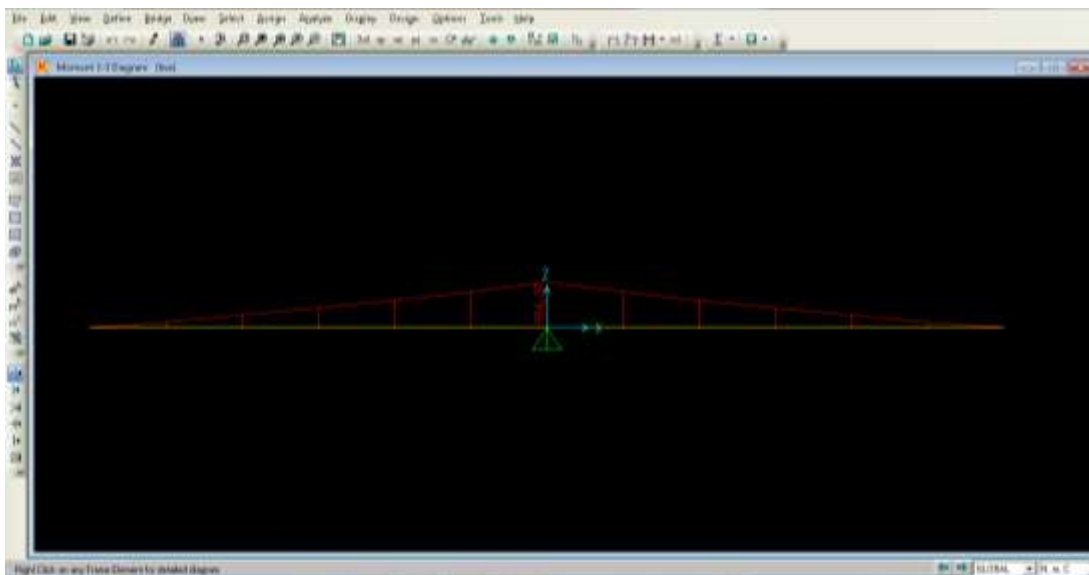 File Edit View Define Bridge Draw Select Assign Analyze Display Design Options Tools Help
Moment 3-3 Diagram
Z
Right Click on any Frame Element for detailed diagram
GLOBAL N, m, C